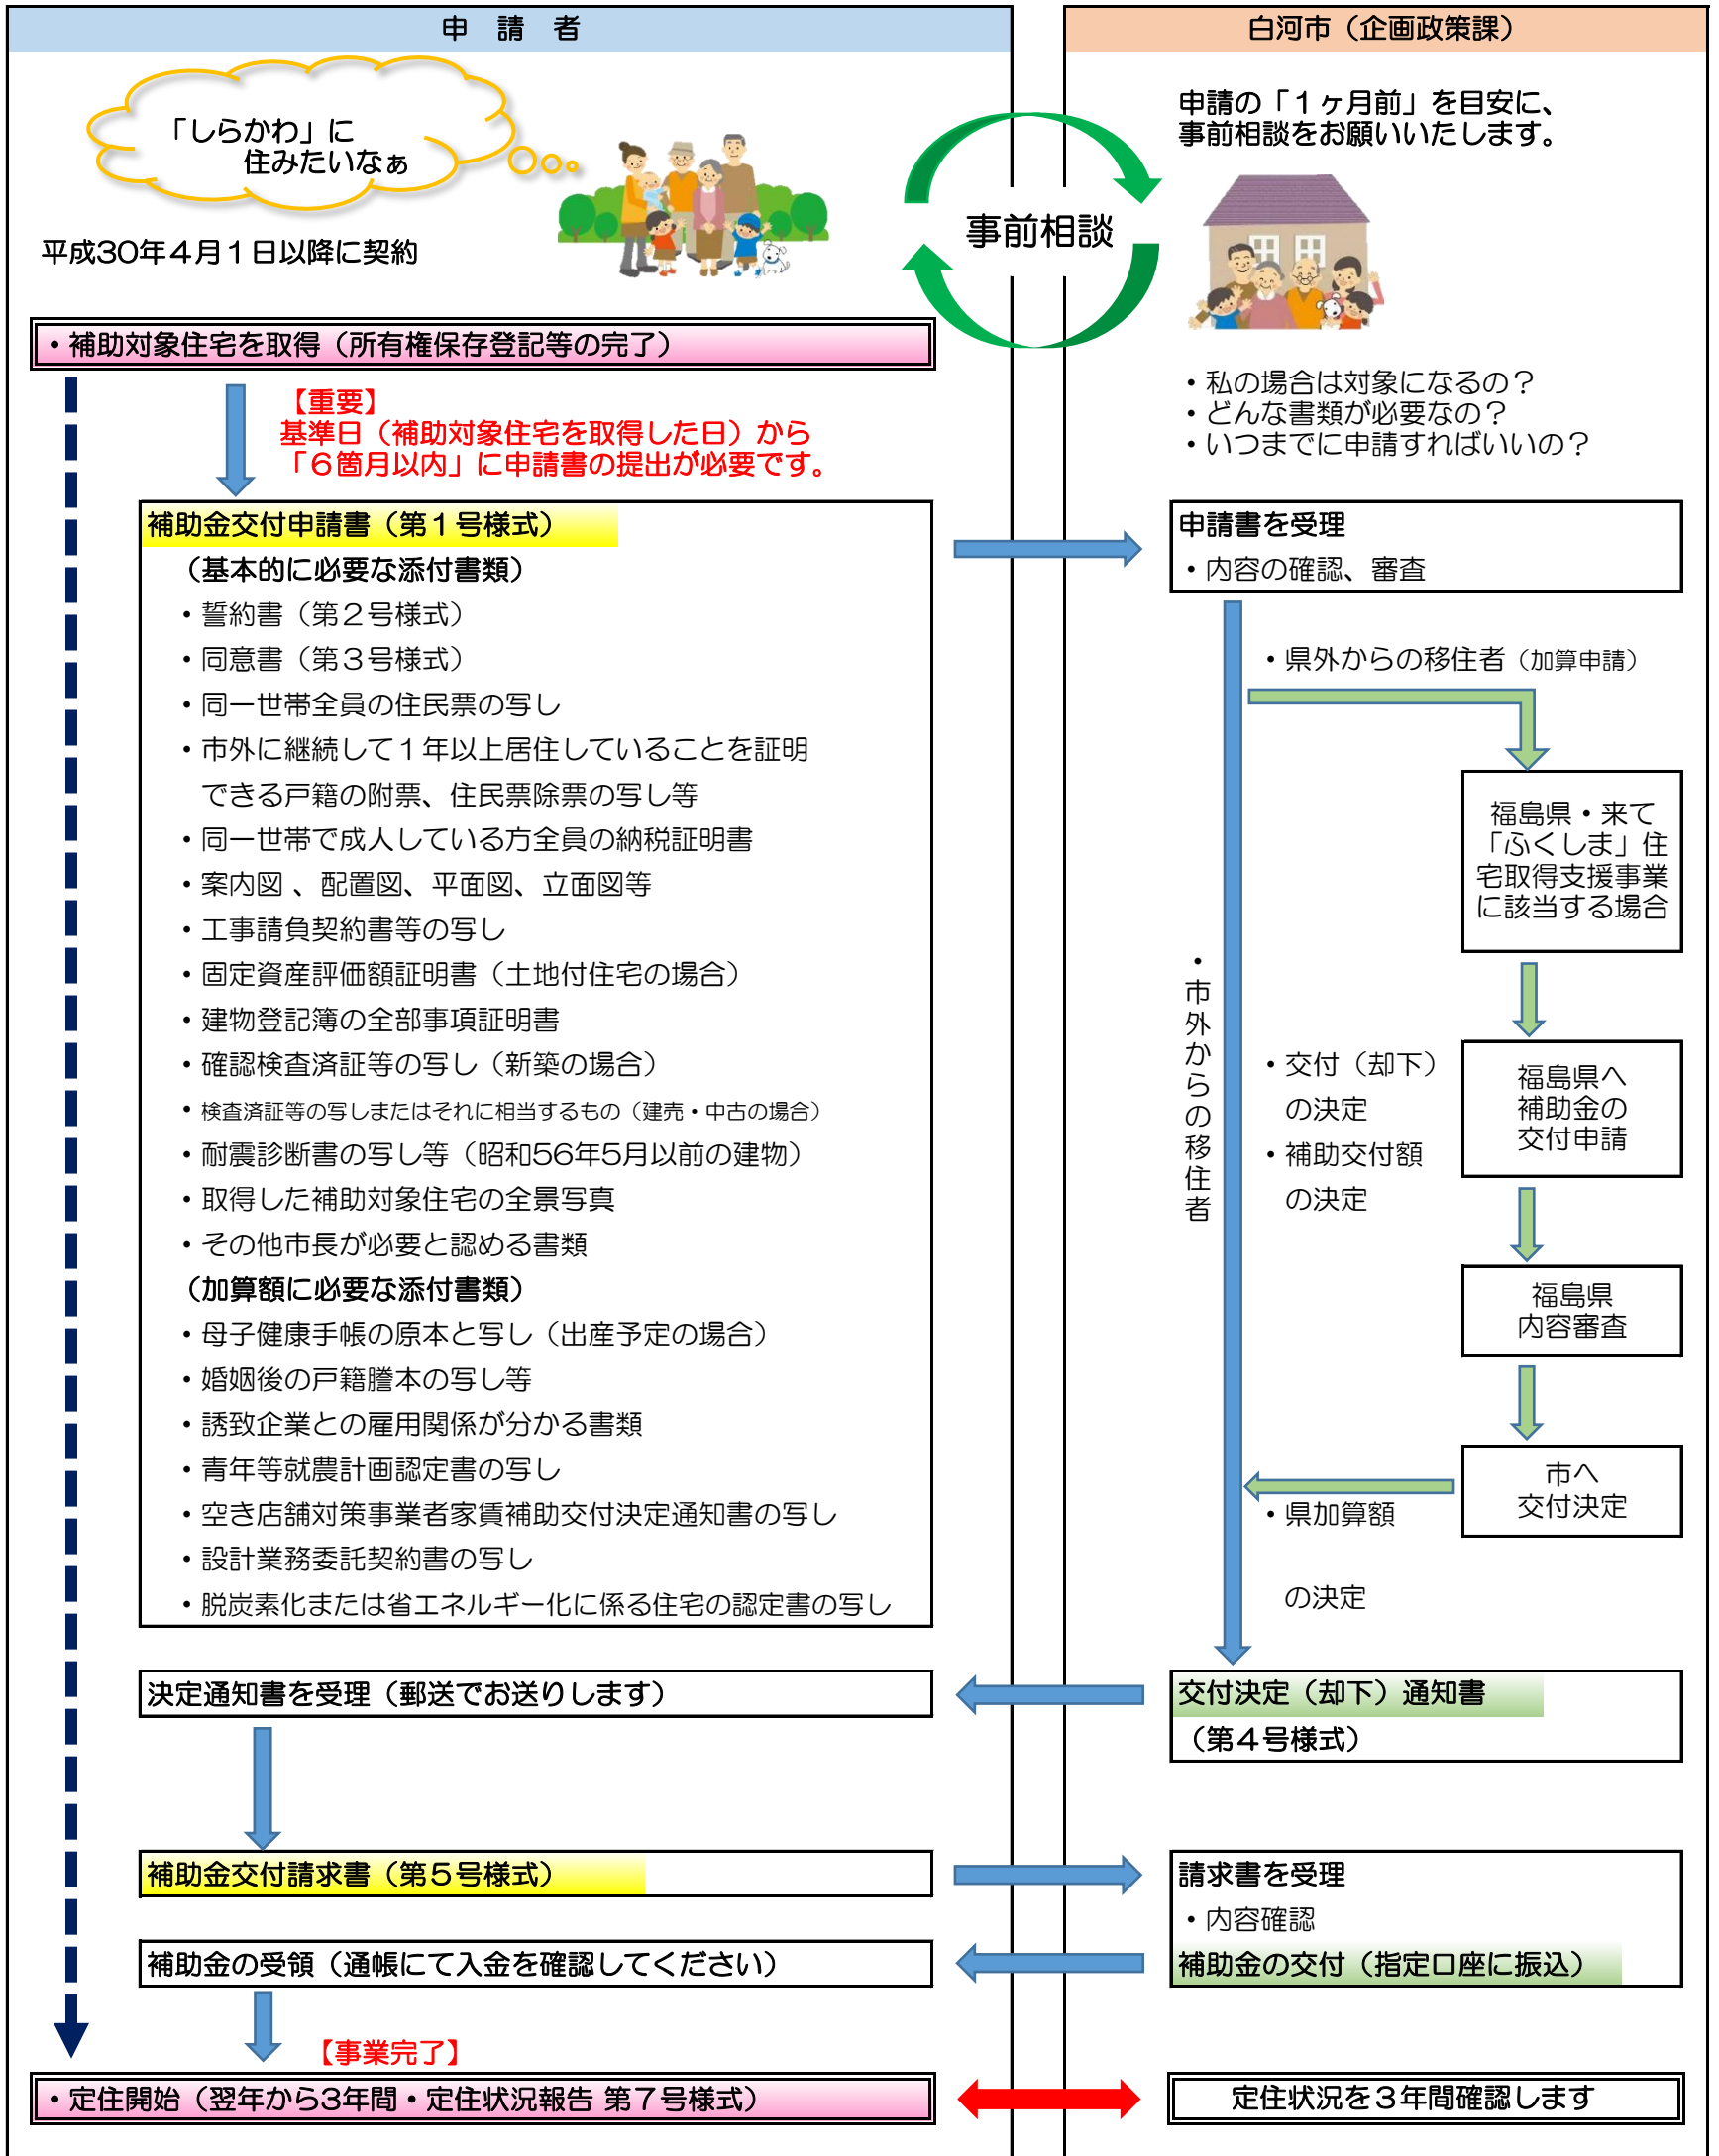 申　請　者
白河市（企画政策課）
「しらかわ」に
住みたいなぁ
平成30年４月１日以降に契約
事前相談
申請の「１ヶ月前」を目安に、
事前相談をお願いいたします。
・補助対象住宅を取得（所有権保存登記等の完了）
【重要】
基準日（補助対象住宅を取得した日）から
「６箇月以内」に申請書の提出が必要です。
・私の場合は対象になるの？
・どんな書類が必要なの？
・いつまでに申請すればいいの？
補助金交付申請書（第１号様式）
（基本的に必要な添付書類）
・誓約書（第２号様式）
・同意書（第３号様式）
・同一世帯全員の住民票の写し
・市外に継続して１年以上居住していることを証明
できる戸籍の附票、住民票除票の写し等
・同一世帯で成人している方全員の納税証明書
・案内図 、配置図、平面図、立面図等
・工事請負契約書等の写し
・固定資産評価額証明書（土地付住宅の場合）
・建物登記簿の全部事項証明書
・確認検査済証等の写し（新築の場合）
・検査済証等の写しまたはそれに相当するもの（建売・中古の場合）
・耐震診断書の写し等（昭和56年5月以前の建物）
・取得した補助対象住宅の全景写真
・その他市長が必要と認める書類
（加算額に必要な添付書類）
・母子健康手帳の原本と写し（出産予定の場合）
・婚姻後の戸籍謄本の写し等
・誘致企業との雇用関係が分かる書類
・青年等就農計画認定書の写し
・空き店舗対策事業者家賃補助交付決定通知書の写し
・設計業務委託契約書の写し
・脱炭素化または省エネルギー化に係る住宅の認定書の写し
申請書を受理
・内容の確認、審査
・県外からの移住者（加算申請）
福島県・来て
「ふくしま」住
宅取得支援事業
に該当する場合
・市外からの移住者
・交付（却下）
の決定
・補助交付額
の決定
福島県へ
補助金の
交付申請
福島県
内容審査
市へ
交付決定
・県加算額
の決定
決定通知書を受理（郵送でお送りします）
交付決定（却下）通知書
（第４号様式）
補助金交付請求書（第５号様式）
請求書を受理
・内容確認
補助金の受領（通帳にて入金を確認してください）
補助金の交付（指定口座に振込）
【事業完了】
・定住開始（翌年から3年間・定住状況報告 第７号様式）
定住状況を３年間確認します